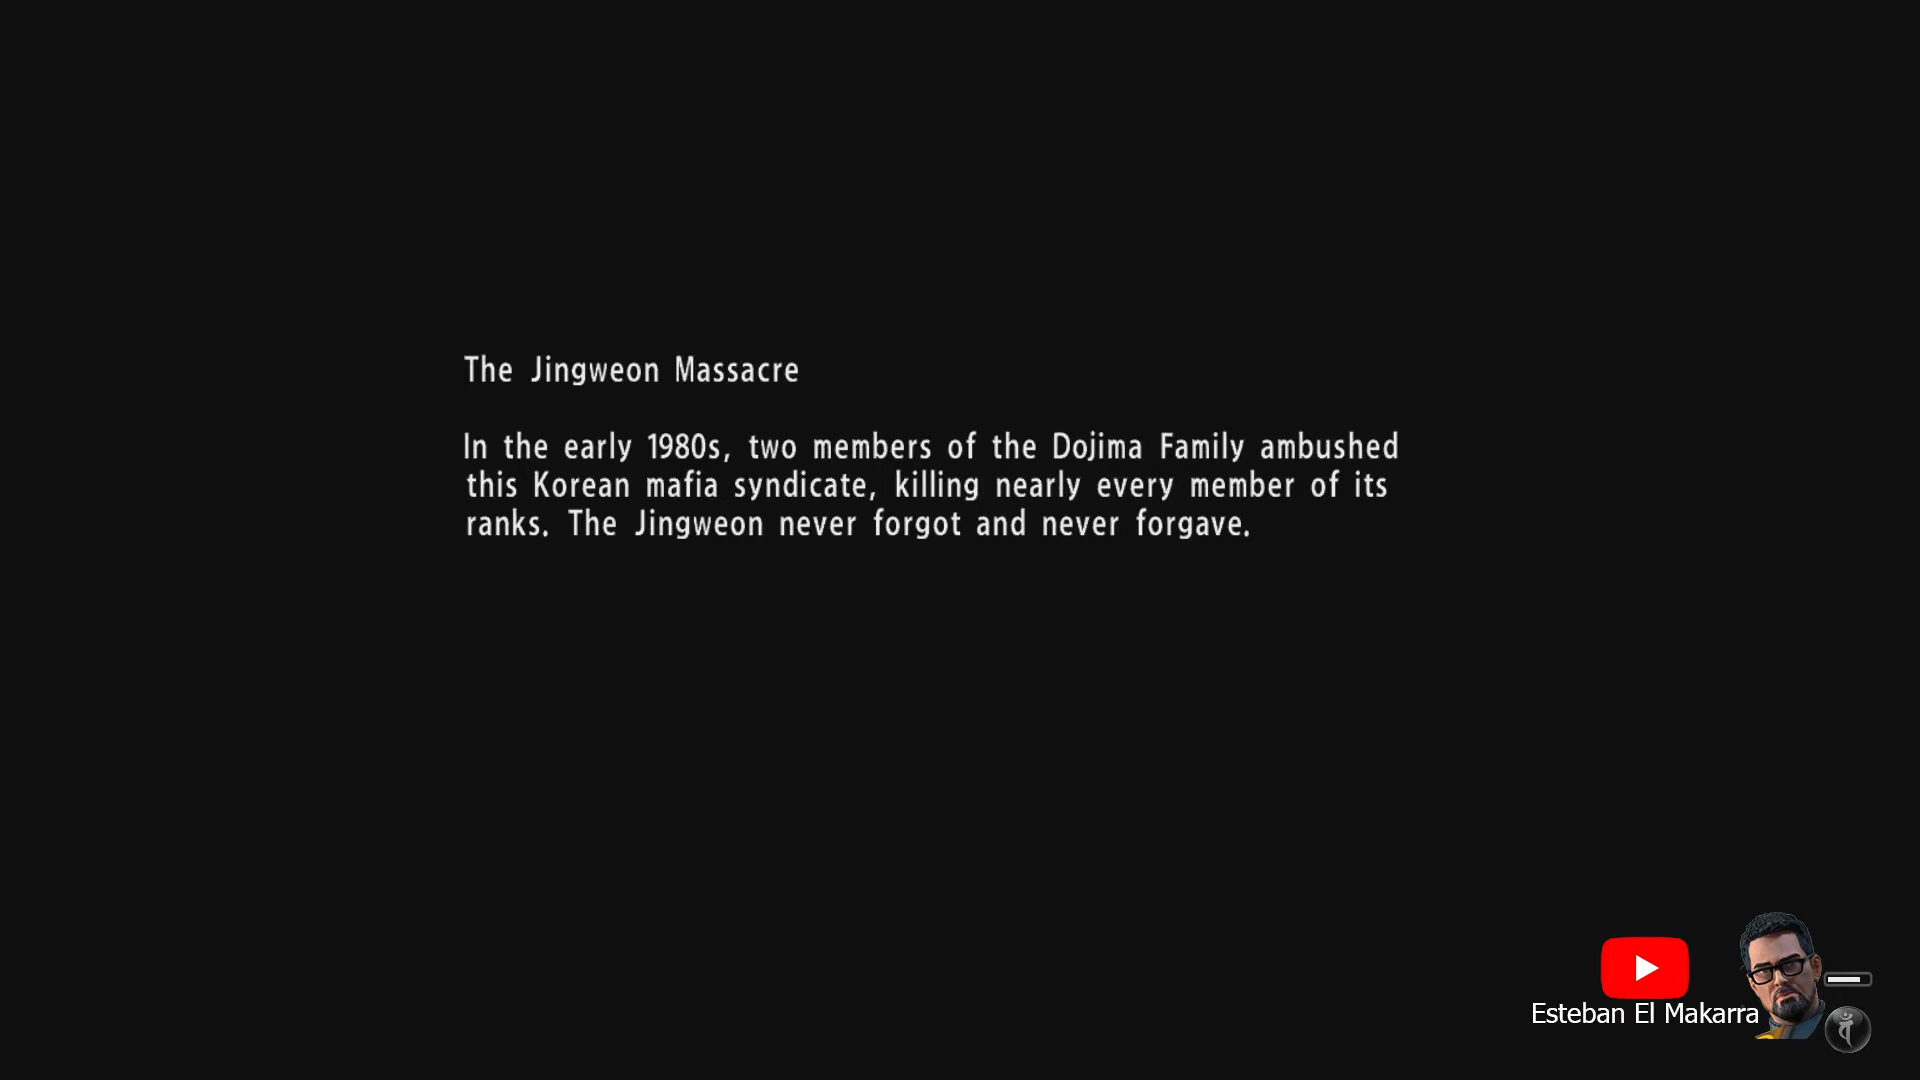 The Jingweon Massacre
In the early 1980s, two members of the Dojima Family ambushed
this Korean mafia syndicate, killing nearly every member of its
ranks. The Jingweon never forgot and never forgave.
Esteban El Makarra